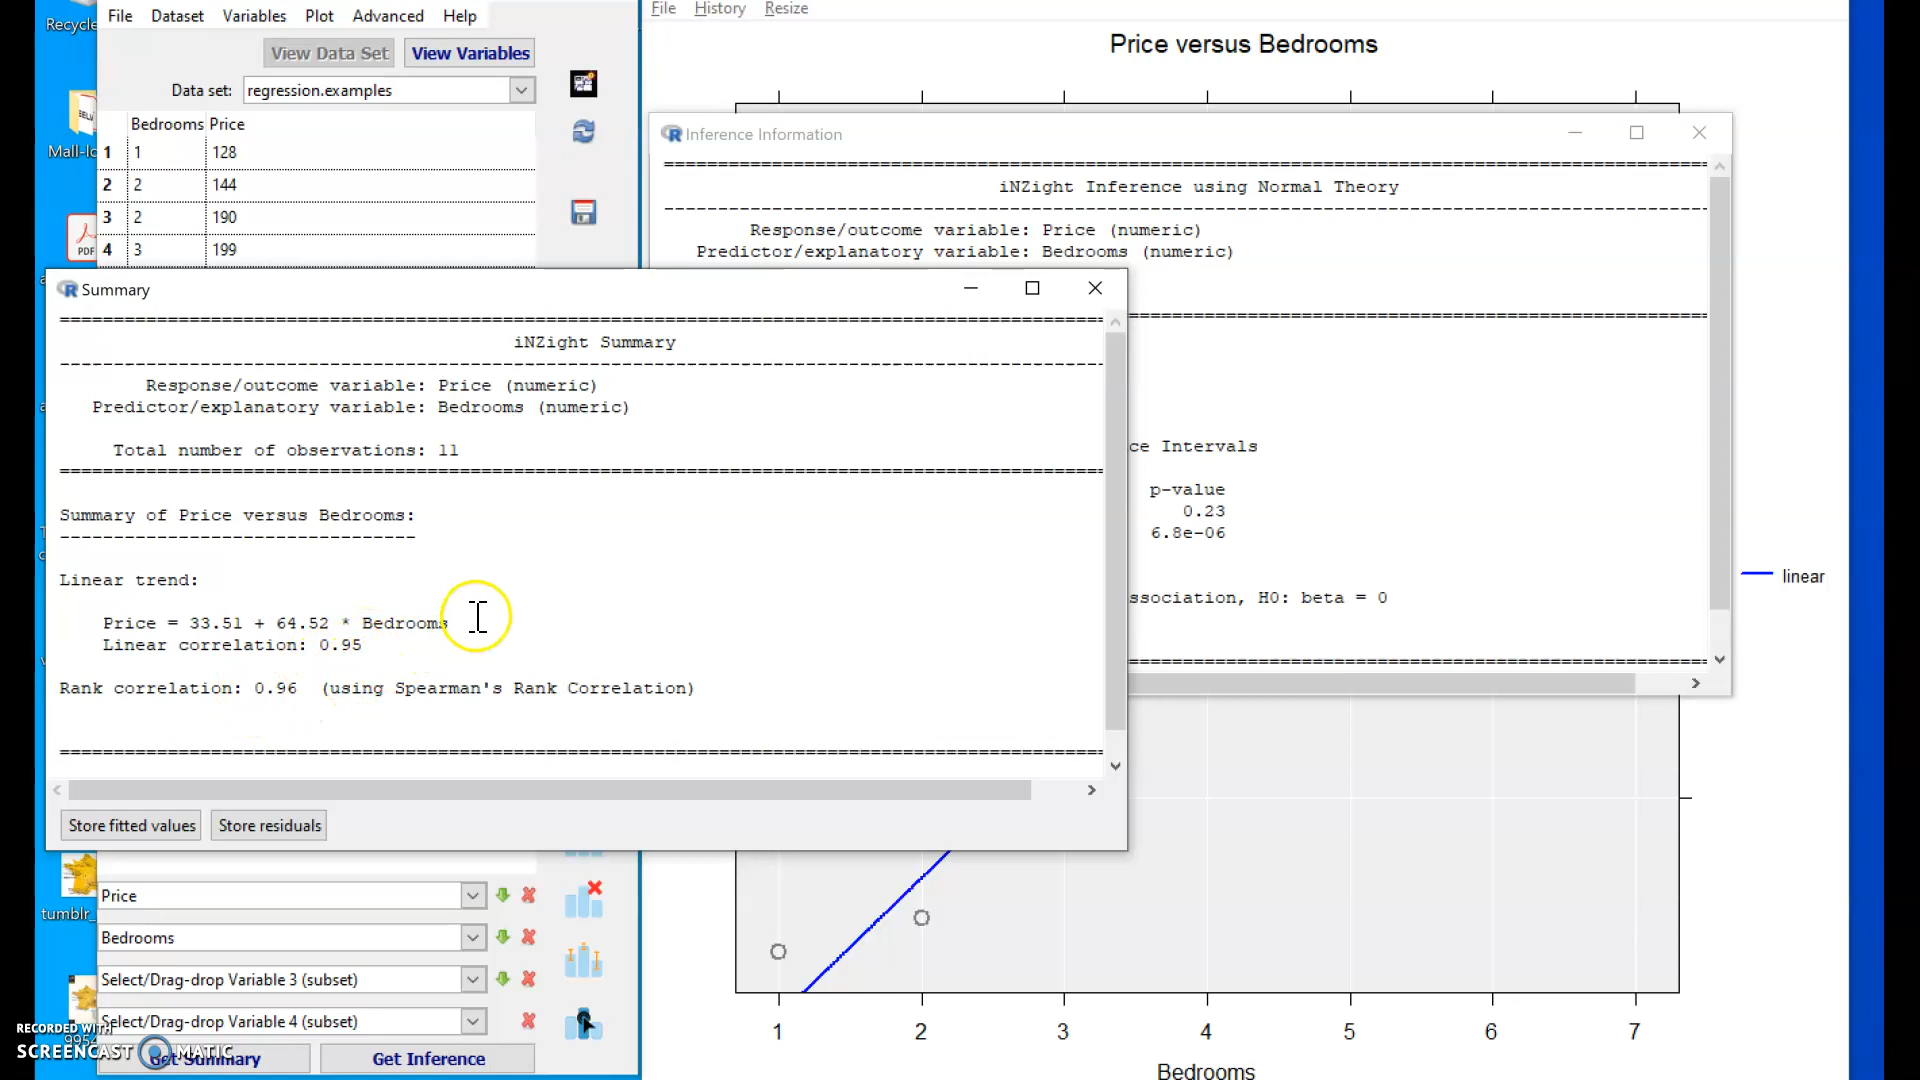 Recycle
File Dataset Variables Plot Advanced Help
View Data Set View Variables
Data set: regression.examples
Bedrooms Price
1 1 128
2 2 144
3 2 190
4 3 199
Mall-lo
PDF
File History Resize
Price versus Bedrooms
Inference Information
iNZight Inference using Normal Theory
Response/outcome variable: Price (numeric)
Predictor/explanatory variable: Bedrooms (numeric)
ce Intervals
p-value
0.23
6.8e-06
ssociation, H0: beta = 0
linear
Summary
iNZight Summary
Response/outcome variable: Price (numeric)
Predictor/explanatory variable: Bedrooms (numeric)
Total number of observations: 11
Summary of Price versus Bedrooms:
Linear trend:
Price = 33.51 + 64.52 * Bedrooms
Linear correlation: 0.95
Rank correlation: 0.96 (using Spearman's Rank Correlation)
Store fitted values Store residuals
tumblr_
Price
Bedrooms
Select/Drag-drop Variable 3 (subset)
Select/Drag-drop Variable 4 (subset)
Get Summary Get Inference
1 2 3 4 5 6 7
Bedrooms
RECORDED WITH
SCREENCAST MATIC